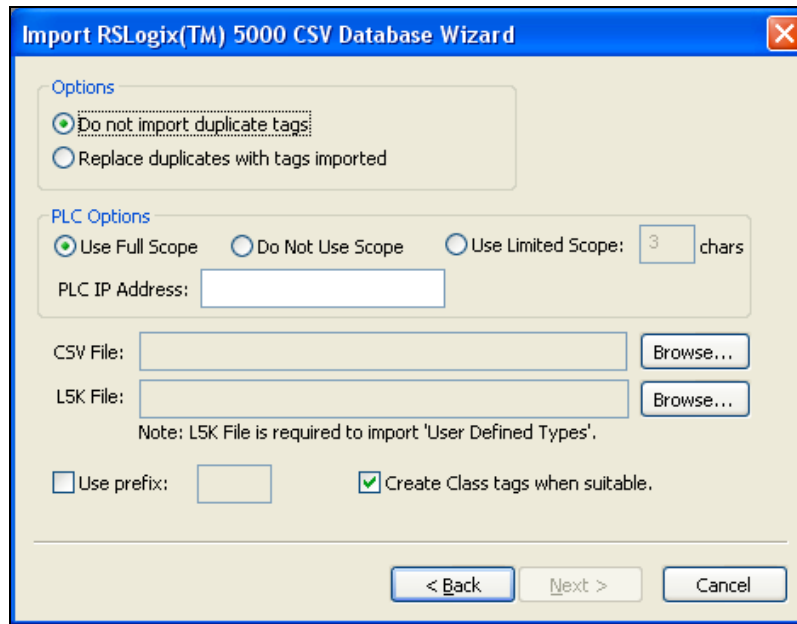 Import RSLogix(TM) 5000 CSV Database Wizard
Options
Do not import duplicate tags
Replace duplicates with tags imported
PLC Options
Use Full Scope Do Not Use Scope Use Limited Scope: 3 chars
PLC IP Address:
CSV File: Browse...
L5K File: Browse...
Note: L5K File is required to import 'User Defined Types'.
Use prefix: Create Class tags when suitable.
< Back Next > Cancel